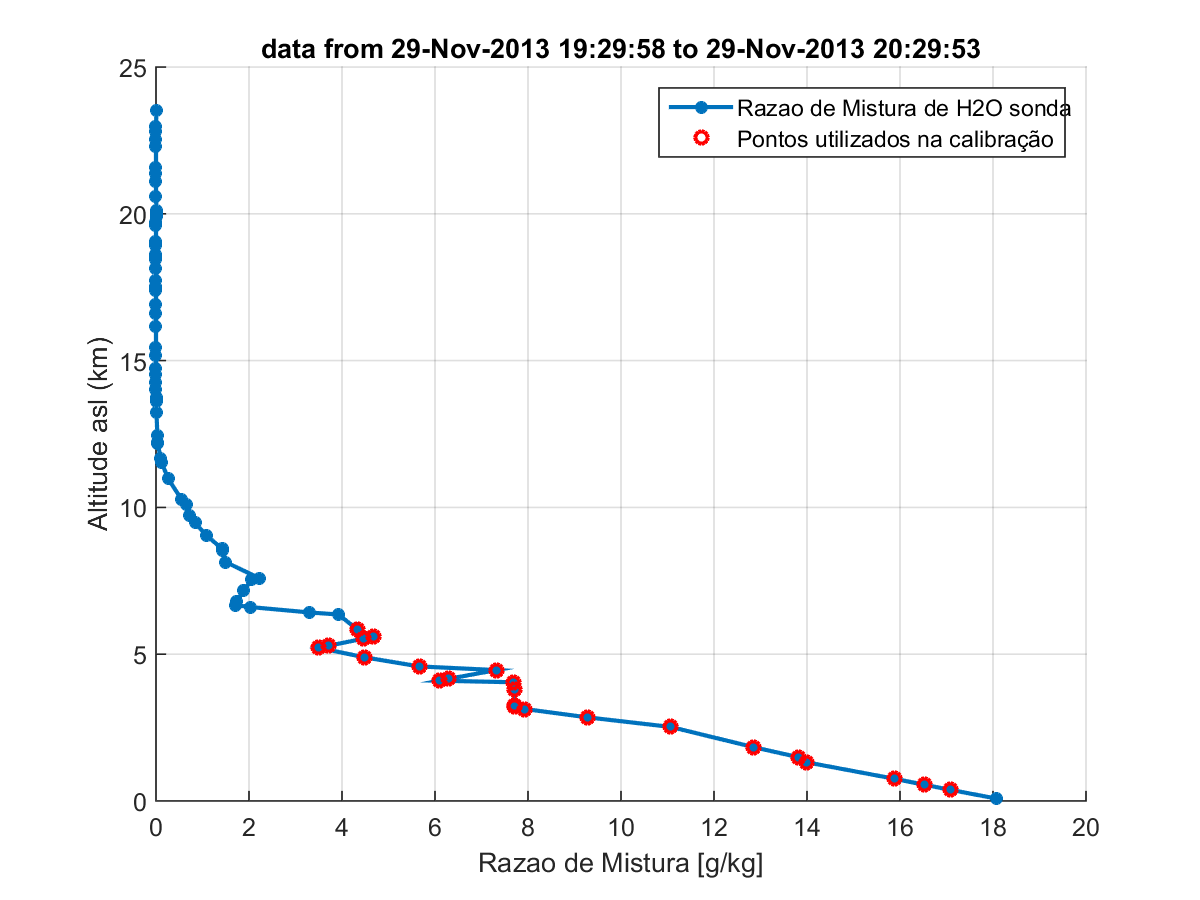 data from 29-Nov-2013 19:29:58 to 29-Nov-2013 20:29:53
Razao de Mistura de H2O sonda
Pontos utilizados na calibração
25
20
15
10
5
0
Altitude asl (km)
0 2 4 6 8 10 12 14 16 18 20
Razao de Mistura [g/kg]